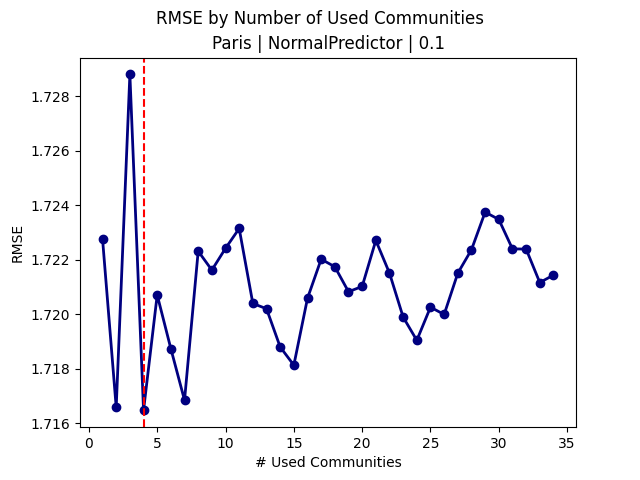 RMSE by Number of Used Communities
Paris | NormalPredictor | 0.1
RMSE
1.728
1.726
1.724
1.722
1.720
1.718
1.716
0 5 10 15 20 25 30 35
# Used Communities